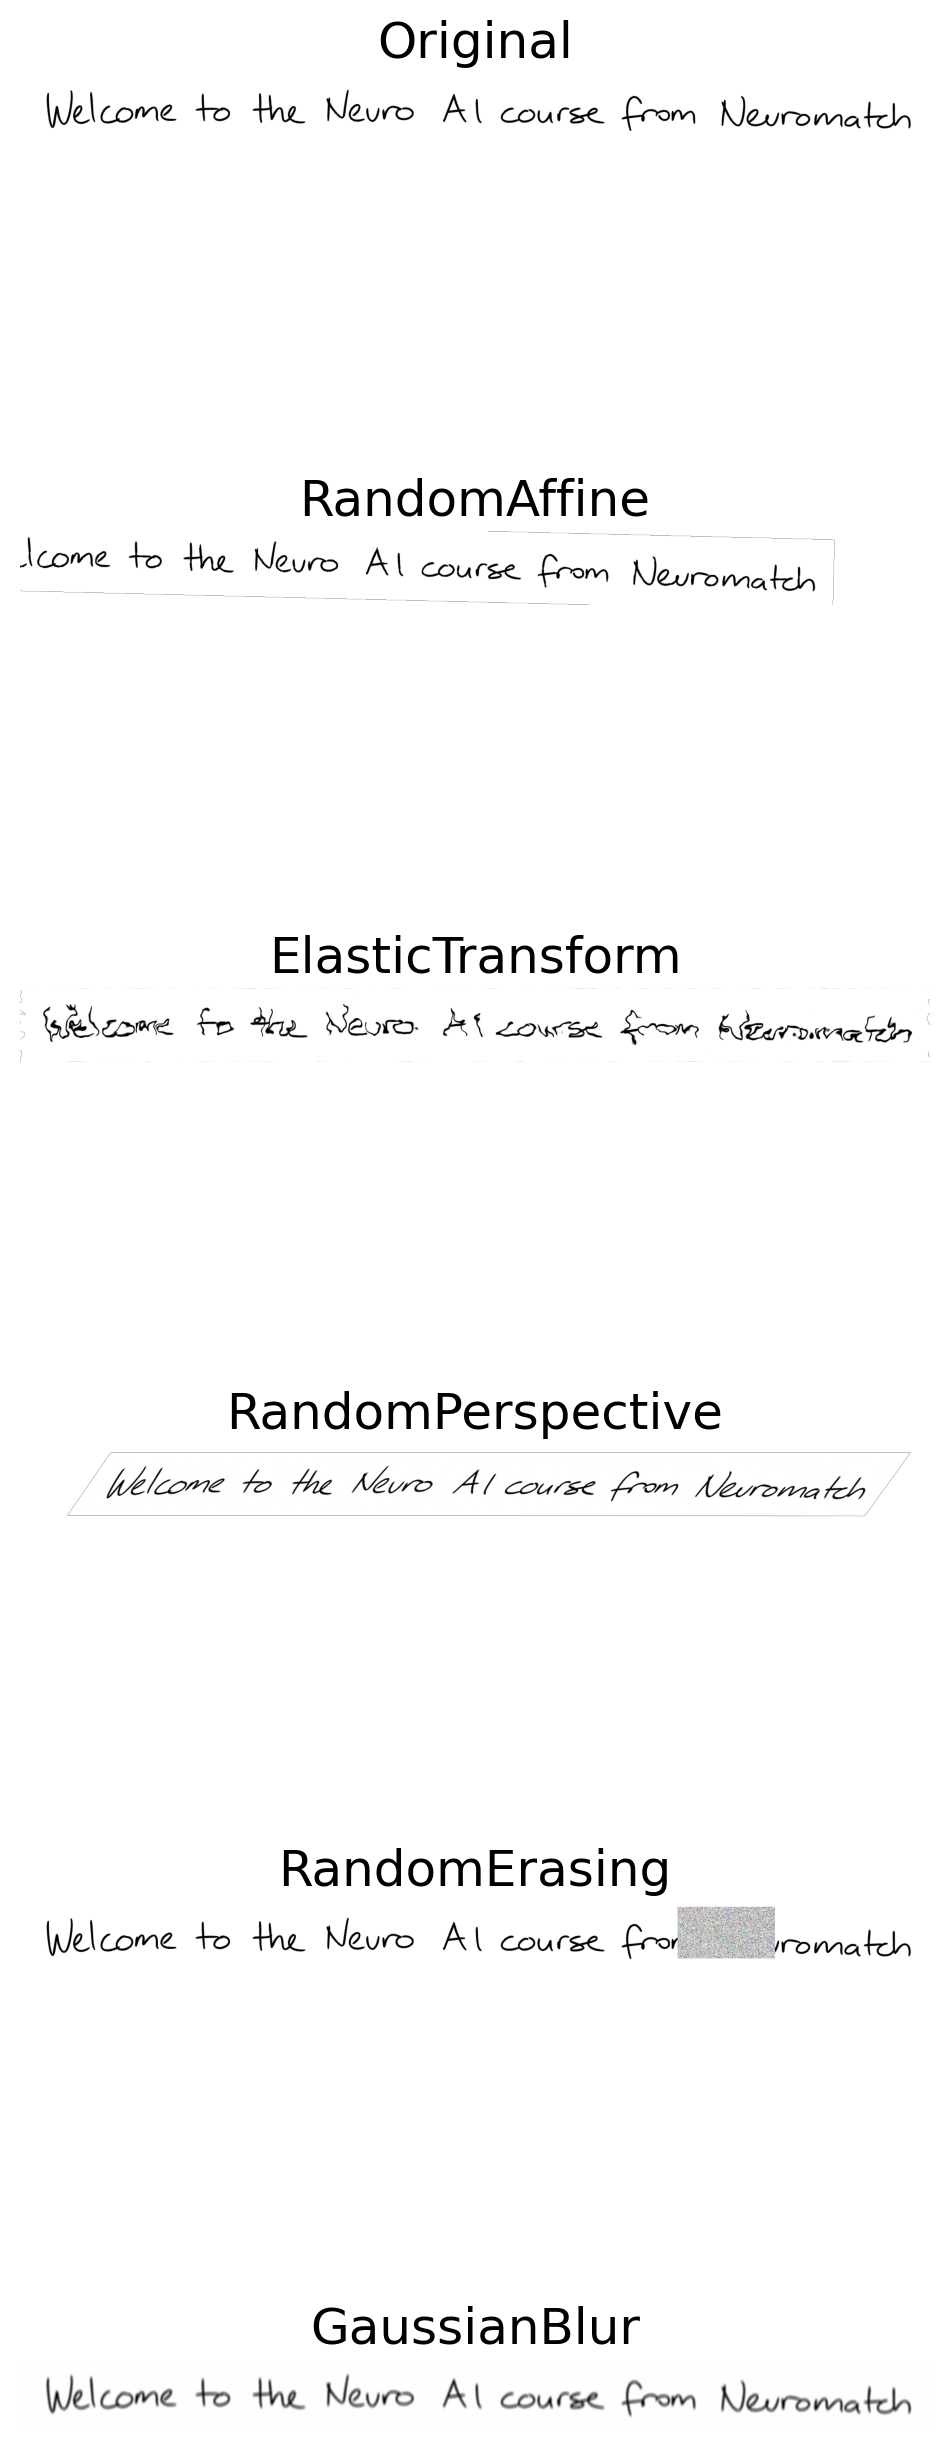 Original
Welcome to the Neuro AI course from Neuromatch
RandomAffine
lcome to the Neuro AI course from Neuromatch
ElasticTransform
Welcome to the Neuro AI course from Neuromatch
RandomPerspective
Welcome to the Neuro AI course from Neuromatch
RandomErasing
Welcome to the Neuro AI course fro romatch
GaussianBlur
Welcome to the Neuro AI course from Neuromatch